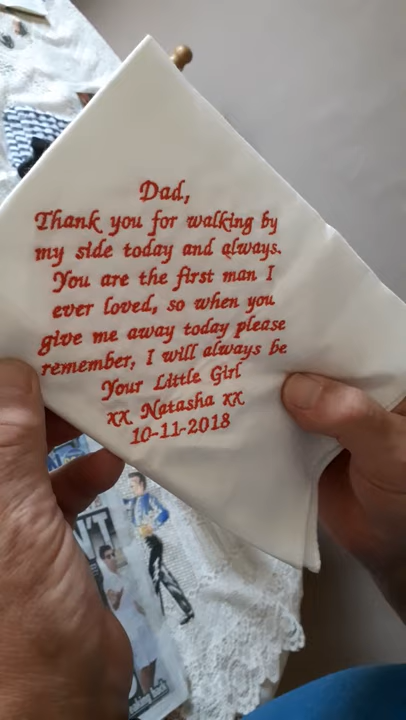 Dad,
Thank you for walking by
my side today and always.
You are the first man I
ever loved, so when you
give me away today please
remember, I will always be
Your Little Girl
xx Natasha xx
10-11-2018